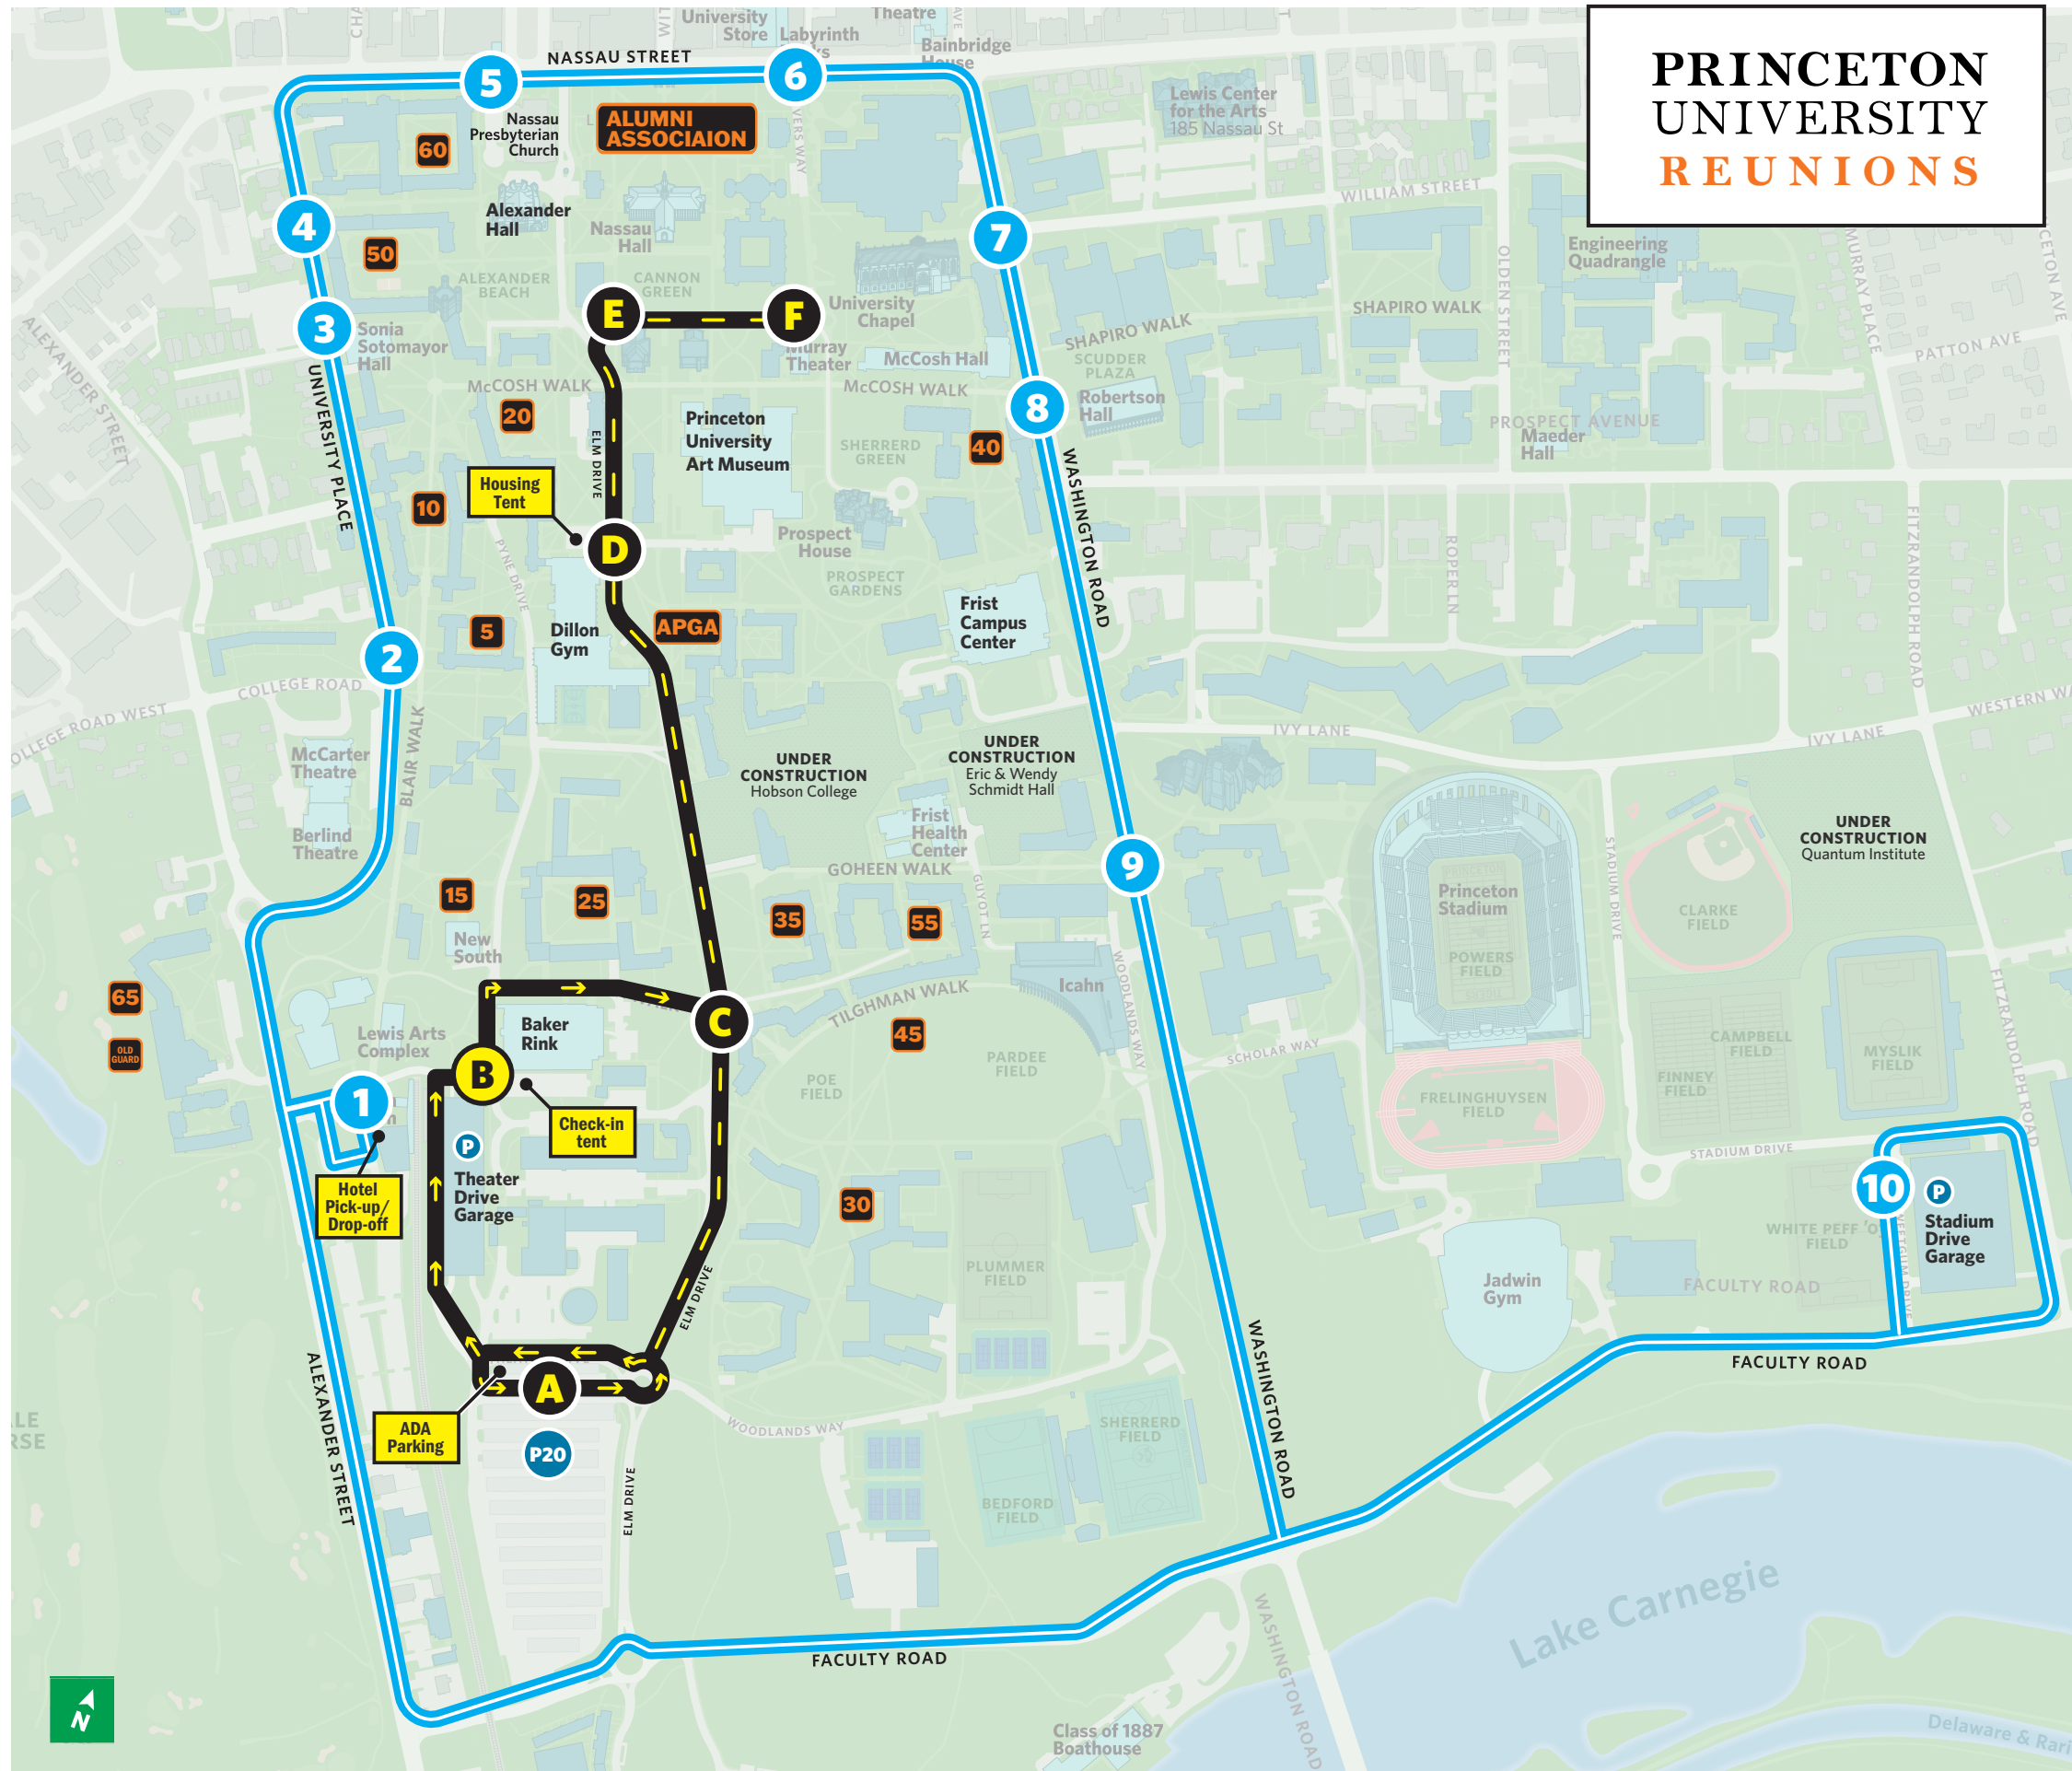 PRINCETON
UNIVERSITY
REUNIONS
University
Store
Labyrinth
Theatre
Bainbridge
House
NASSAU STREET
5
6
Nassau
Presbyterian
Church
ALUMNI
ASSOCIAION
60
Lewis Center
for the Arts
185 Nassau St
WILLIAM STREET
4
Alexander
Hall
50
Nassau
Hall
7
Engineering
Quadrangle
OLDEN STREET
MURRAY PLACE
ALEXANDER
BEACH
CANNON
GREEN
E
F
University
Chapel
SHAPIRO WALK
SHAPIRO WALK
ALEXANDER STREET
3
Sonia
Sotomayor
Hall
Murray
Theater
McCosh Hall
SCUDDER
PLAZA
PATTON AVE
McCOSH WALK
McCOSH WALK
UNIVERSITY PLACE
20
Princeton
University
Art Museum
8
Robertson
Hall
PROSPECT AVENUE
Maeder
Hall
ELM DRIVE
SHERRERD
GREEN
40
Housing
Tent
10
WASHINGTON ROAD
D
Prospect
House
PYNE DRIVE
PROSPECT
GARDENS
ROPER LN
FITZRANDOLPH ROAD
5
Dillon
Gym
APGA
Frist
Campus
Center
2
COLLEGE ROAD
BLAIR WALK
IVY LANE
IVY LANE
McCarter
Theatre
Berlind
Theatre
UNDER
CONSTRUCTION
Hobson College
UNDER
CONSTRUCTION
Eric & Wendy
Schmidt Hall
Frist
Health
Center
GOHEEN WALK
9
STADIUM DRIVE
UNDER
CONSTRUCTION
Quantum Institute
15
25
35
55
GUYOT LN
Princeton
Stadium
CLARKE
FIELD
New
South
POWERS
FIELD
65
OLD
GUARD
Lewis Arts
Complex
Baker
Rink
C
TILGHMAN WALK
45
Icahn
WOODLANDS WAY
SCHOLAR WAY
CAMPBELL
FIELD
MYSLIK
FIELD
FITZRANDOLPH ROAD
B
POE
FIELD
PARDEE
FIELD
FINNEY
FIELD
FRELINGHUYSEN
FIELD
1
Check-in
tent
P
STADIUM DRIVE
Hotel
Pick-up/
Drop-off
Theater
Drive
Garage
30
10
P
Stadium
Drive
Garage
FIELD
PLUMMER
FIELD
Jadwin
Gym
FACULTY ROAD
ELM DRIVE
WASHINGTON ROAD
FACULTY ROAD
ALEXANDER STREET
A
ADA
Parking
P20
WOODLANDS WAY
SHERRERD
FIELD
BEDFORD
FIELD
ELM DRIVE
FACULTY ROAD
WASHINGTON ROAD
Lake Carnegie
N
Class of 1887
Boathouse